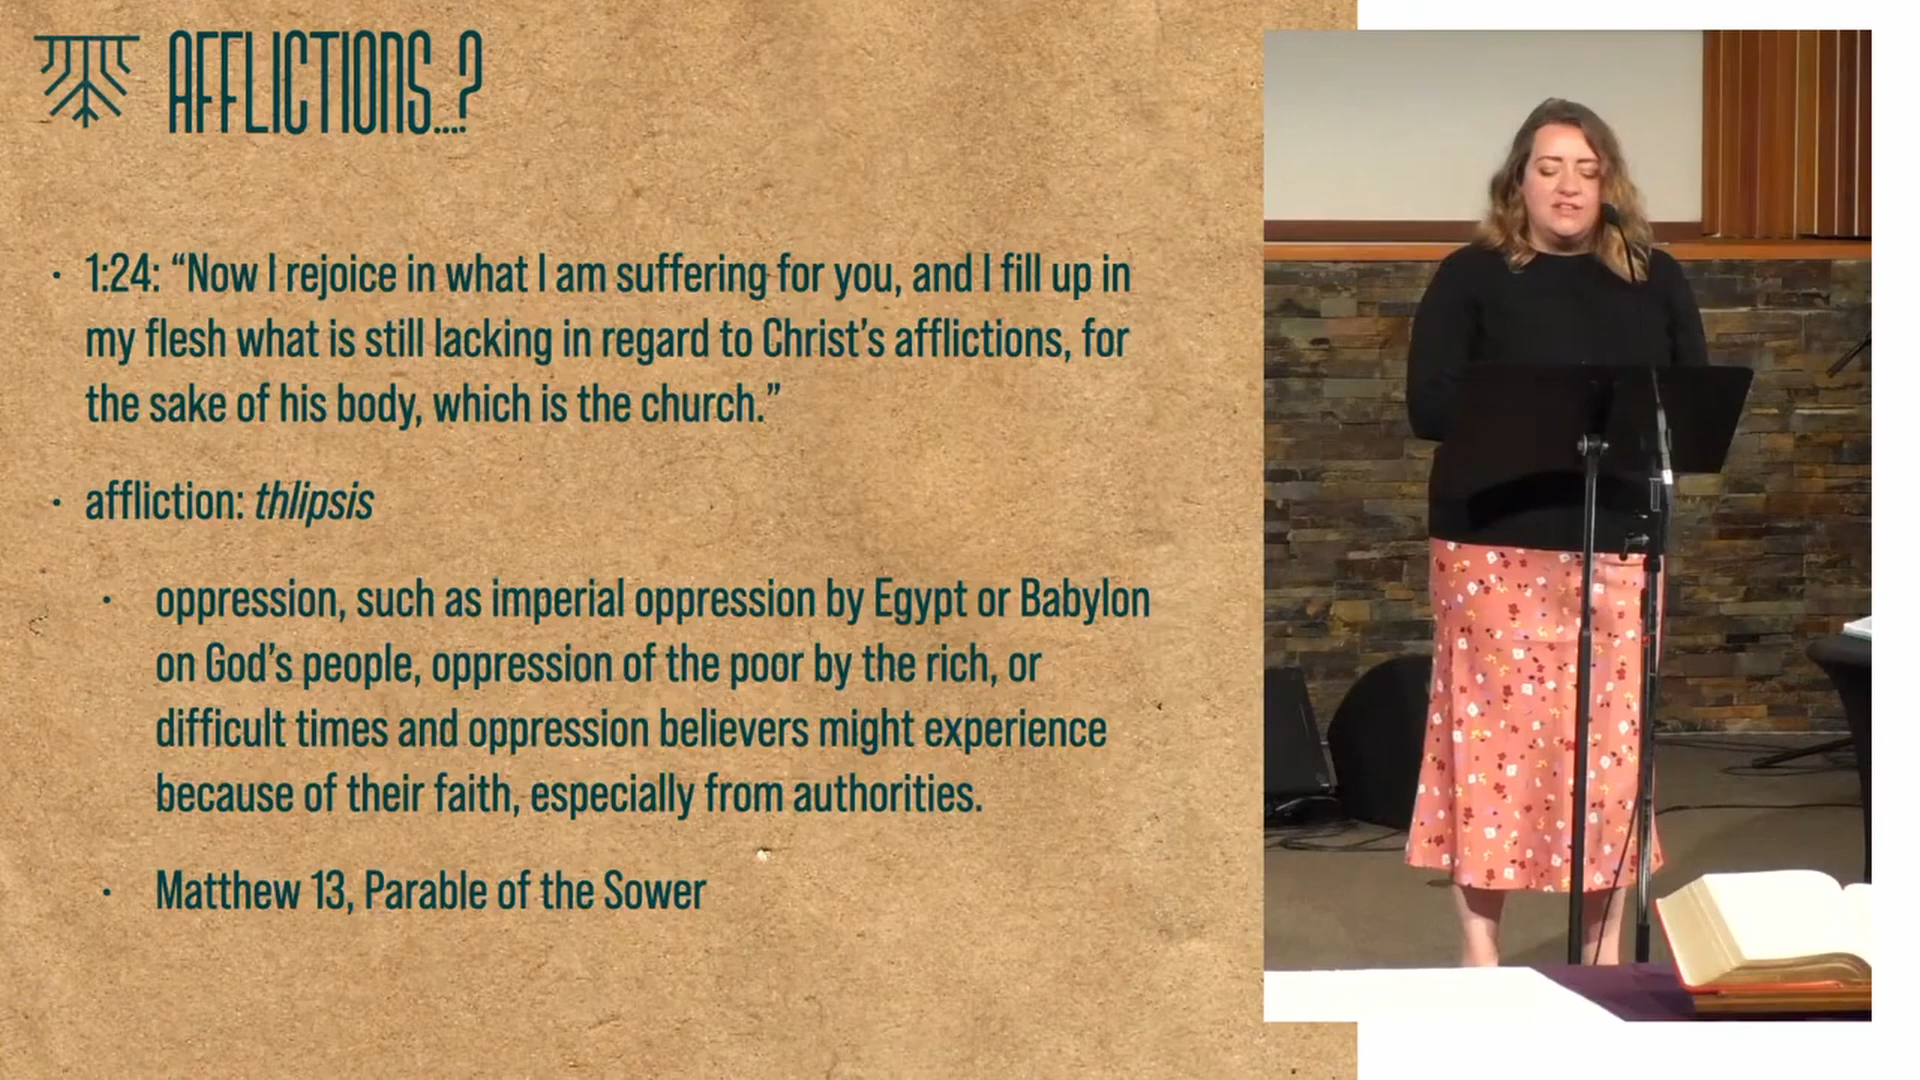 AFFLICTIONS...?
· 1:24: “Now I rejoice in what I am suffering for you, and I fill up in
my flesh what is still lacking in regard to Christ’s afflictions, for
the sake of his body, which is the church.”
· affliction: thlipsis
· oppression, such as imperial oppression by Egypt or Babylon
on God’s people, oppression of the poor by the rich, or
difficult times and oppression believers might experience
because of their faith, especially from authorities.
· Matthew 13, Parable of the Sower